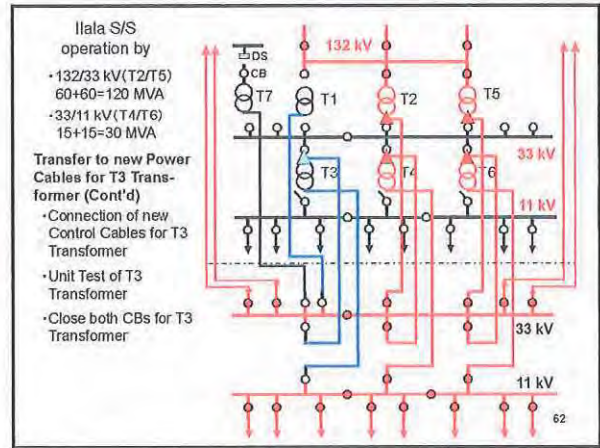 Ilala S/S
operation by
・132/33 kV(T2/T5)
60+60=120 MVA
・33/11 kV(T4/T6)
15+15=30 MVA
Transfer to new Power
Cables for T3 Trans-
former (Cont'd)
・Connection of new
Control Cables for T3
Transformer
・Unit Test of T3
Transformer
・Close both CBs for T3
Transformer
132 kV
DS
CB
T7
T1
T2
T5
33 kV
T3
T4
T6
11 kV
33 kV
11 kV
62